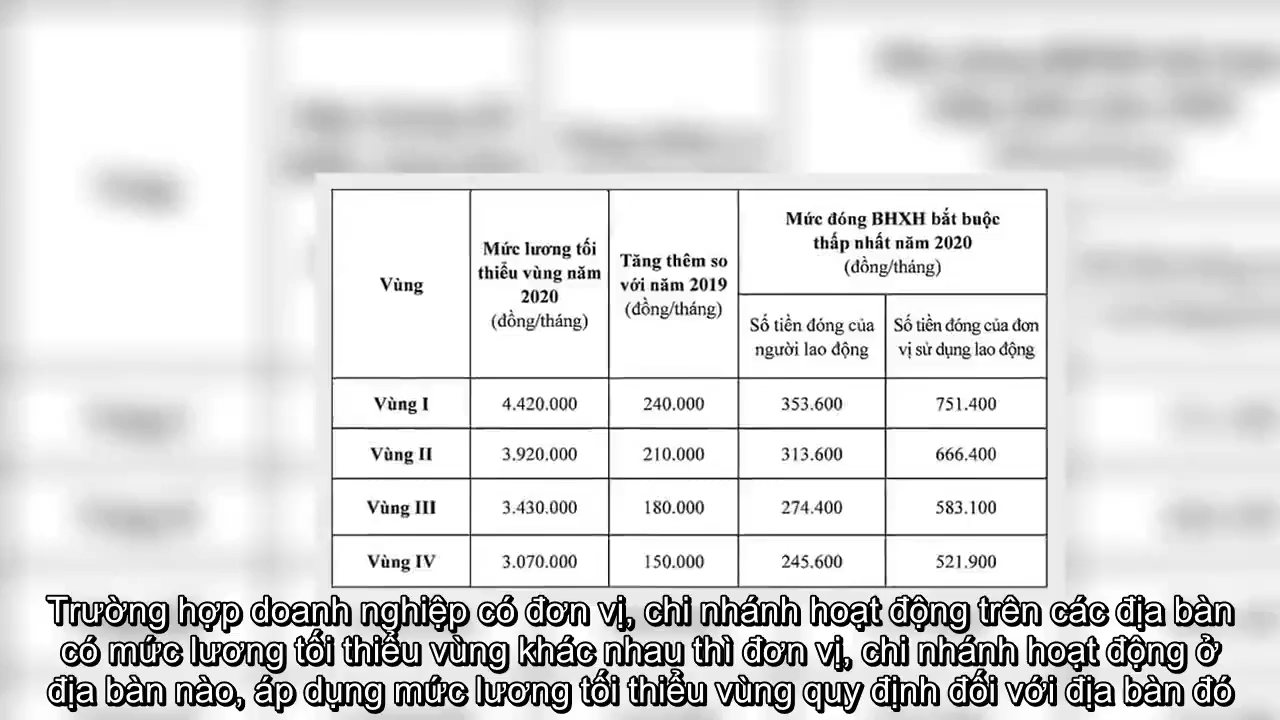 Vùng
Mức lương tối
thiểu vùng năm
2020
(đồng/tháng)
Tăng thêm so
với năm 2019
(đồng/tháng)
Mức đóng BHXH bắt buộc
thấp nhất năm 2020
(đồng/tháng)
Số tiền đóng của
người lao động
Số tiền đóng của đơn
vị sử dụng lao động
Vùng I 4.420.000 240.000 353.600 751.400
Vùng II 3.920.000 210.000 313.600 666.400
Vùng III 3.430.000 180.000 274.400 583.100
Vùng IV 3.070.000 150.000 245.600 521.900
Trường hợp doanh nghiệp có đơn vị, chi nhánh hoạt động trên các địa bàn
có mức lương tối thiểu vùng khác nhau thì đơn vị, chi nhánh hoạt động ở
địa bàn nào, áp dụng mức lương tối thiểu vùng quy định đối với địa bàn đó